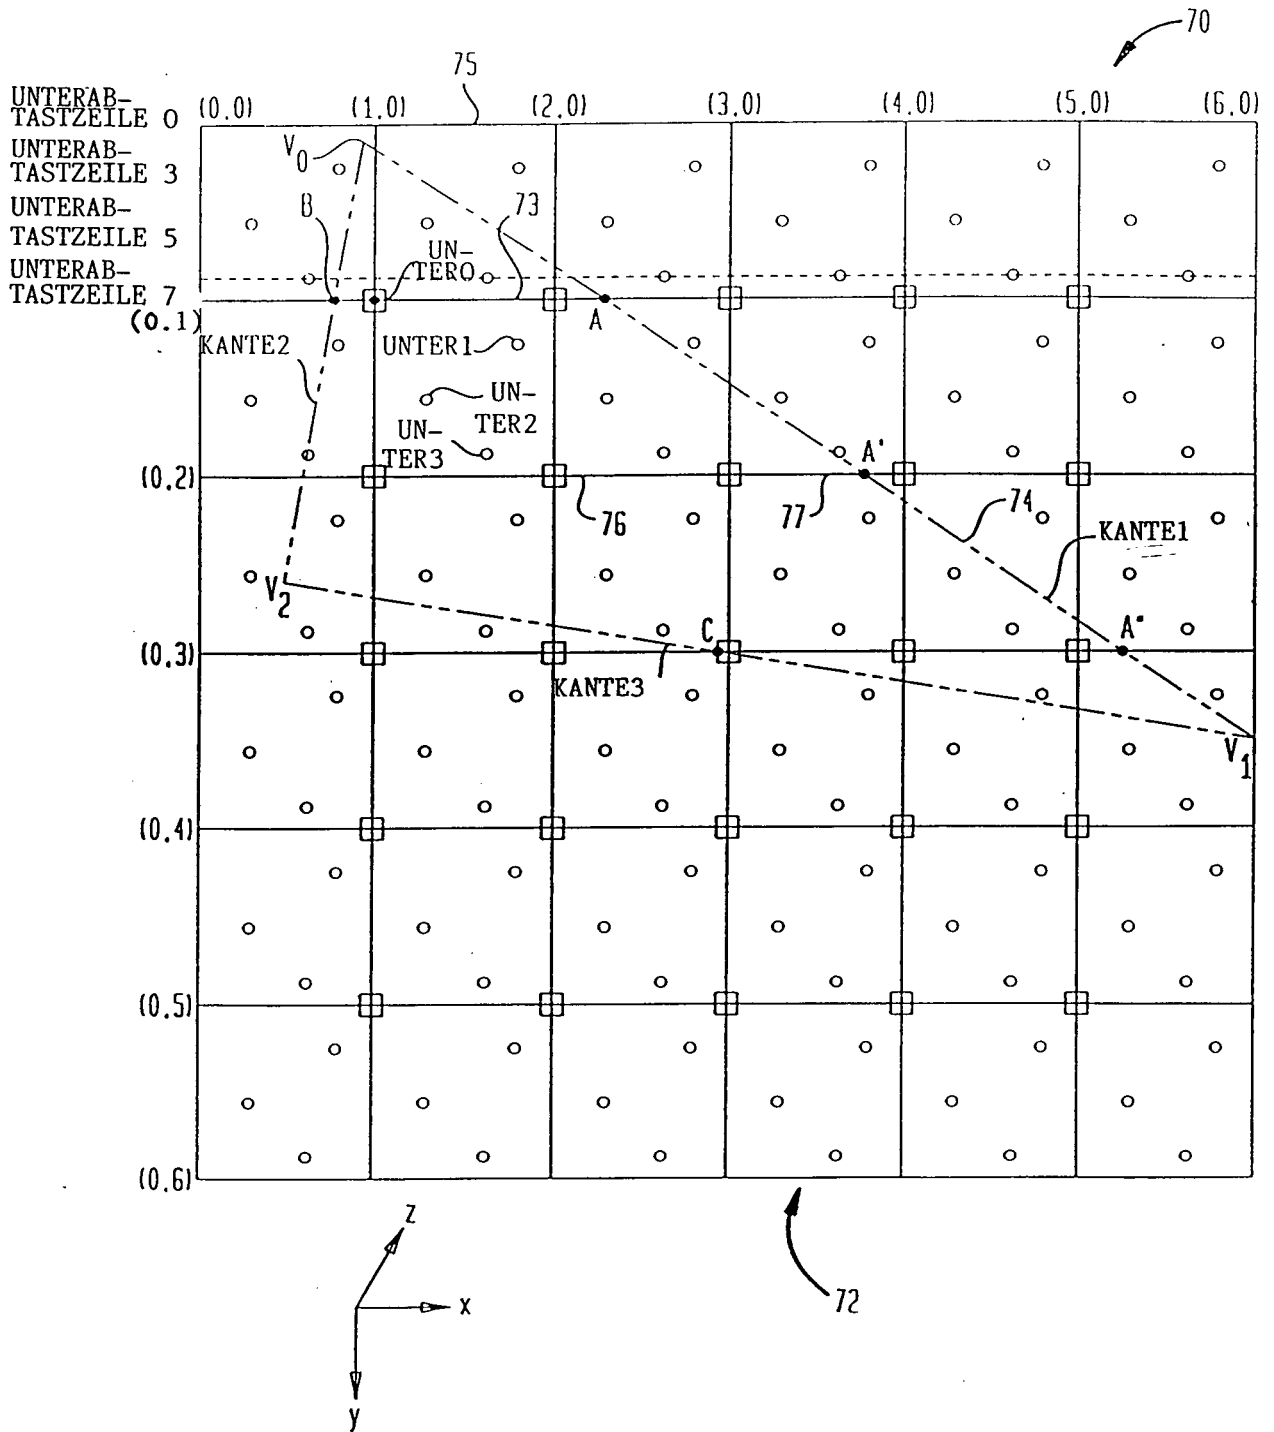 70
75
UNTERAB-
TASTZEILE 0
(0,0)
(1,0)
(2,0)
(3,0)
(4,0)
(5,0)
(6,0)
UNTERAB-
TASTZEILE 3
V0
UNTERAB-
TASTZEILE 5
B
73
UNTERAB-
TASTZEILE 7
UN-
TER0
(0.1)
A
KANTE2
UNTER1
UN-
TER2
UN-
TER3
A'
(0,2)
76
77
74
KANTE1
V2
C
A"
(0,3)
KANTE3
V1
(0,4)
(0,5)
(0,6)
Z
X
72
y